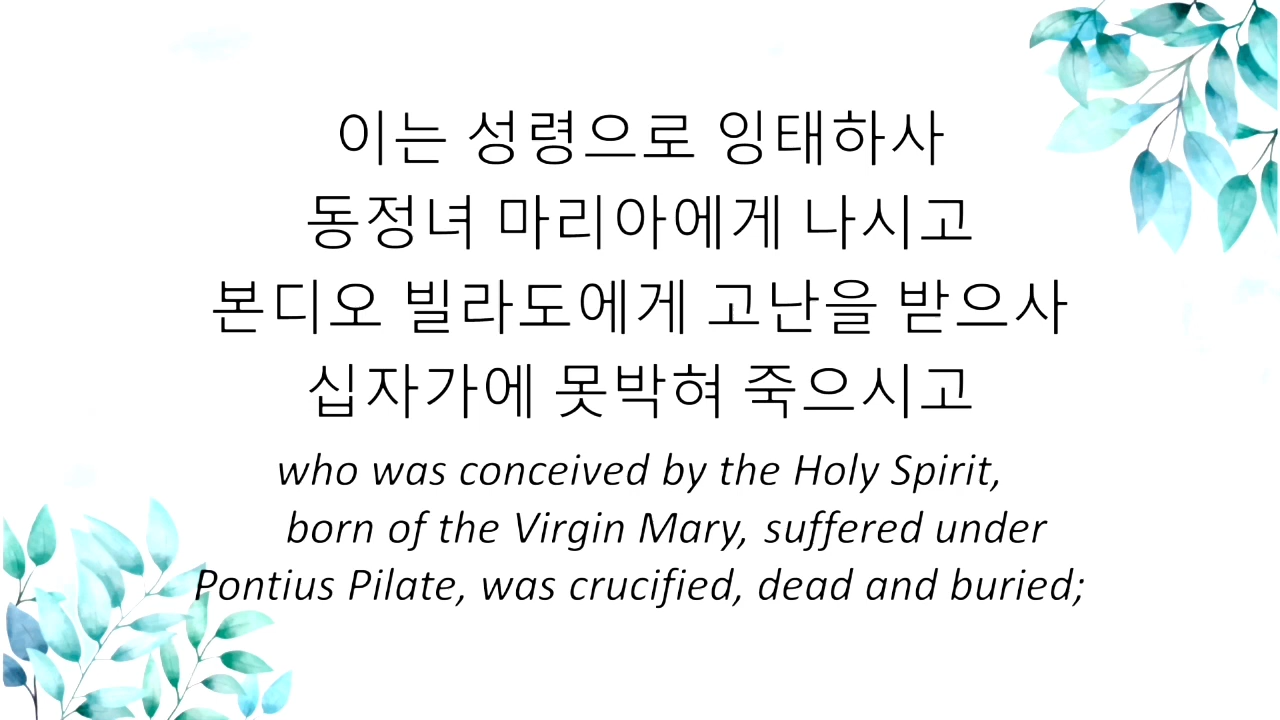 이는 성령으로 잉태하사
동정녀 마리아에게 나시고
본디오 빌라도에게 고난을 받으사
십자가에 못박혀 죽으시고
who was conceived by the Holy Spirit,
born of the Virgin Mary, suffered under
Pontius Pilate, was crucified, dead and buried;